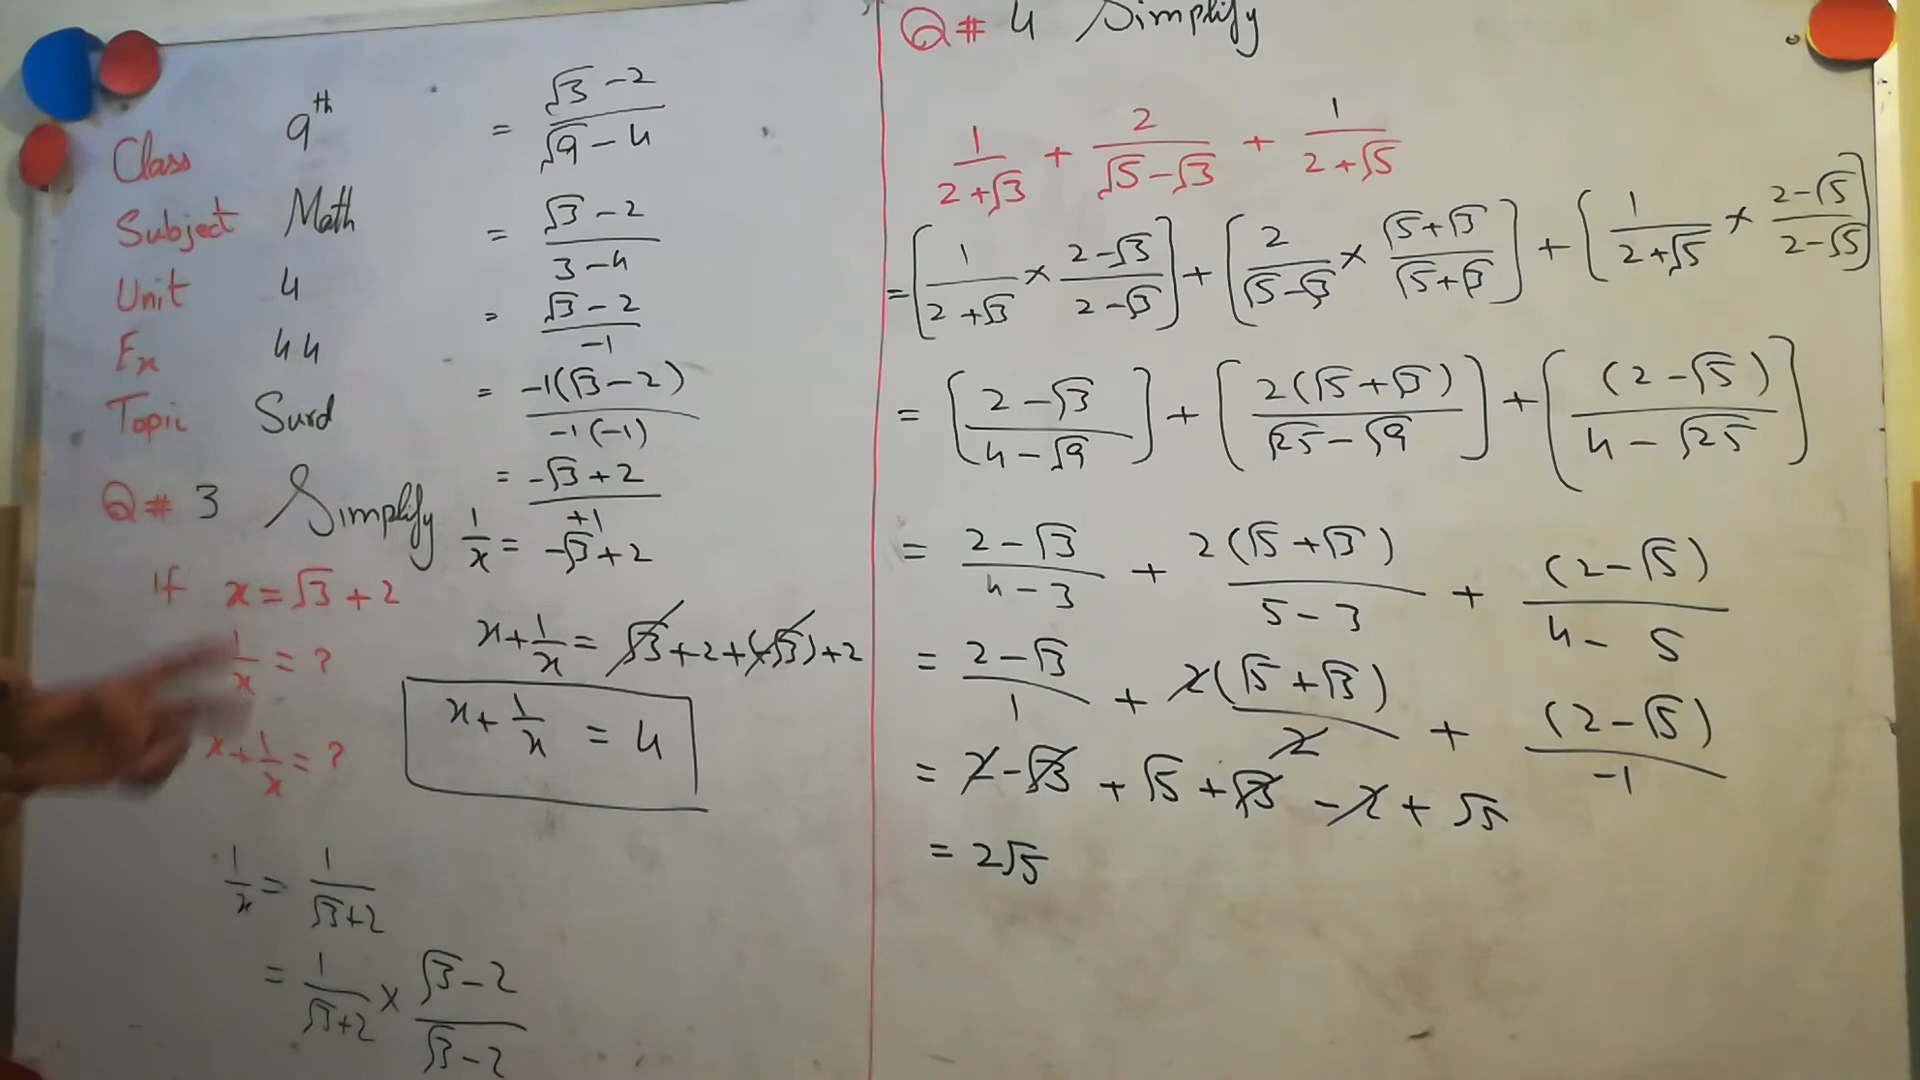 Class 9th
Subject Math
Unit 4
Ex 4.4
Topic Surd
Q # 3 Simplify
If x = √3 + 2
1/x = ?
x + 1/x = ?
1/x = 1/(√3+2)
= 1/(√3+2) × (√3-2)/(√3-2)
= (√3 - 2)/(√9 - 4)
= (√3 - 2)/(3 - 4)
= (√3 - 2)/-1
= -1(√3 - 2)/-1(-1)
= (-√3 + 2)/+1
1/x = -√3 + 2
x + 1/x = √3 + 2 + (-√3) + 2
x + 1/x = 4
Q # 4 Simplify
1/(2+√3) + 2/(√5-√3) + 1/(2+√5)
= [1/(2+√3) × (2-√3)/(2-√3)] + [2/(√5-√3) × (√5+√3)/(√5+√3)] + [1/(2+√5) × (2-√5)/(2-√5)]
= [(2-√3)/(4-√9)] + [2(√5+√3)/(√25-√9)] + [(2-√5)/(4-√25)]
= (2-√3)/(4-3) + 2(√5+√3)/(5-3) + (2-√5)/(4-5)
= (2-√3)/1 + 2(√5+√3)/2 + (2-√5)/-1
= 2 - √3 + √5 + √3 - 2 + √5
= 2√5